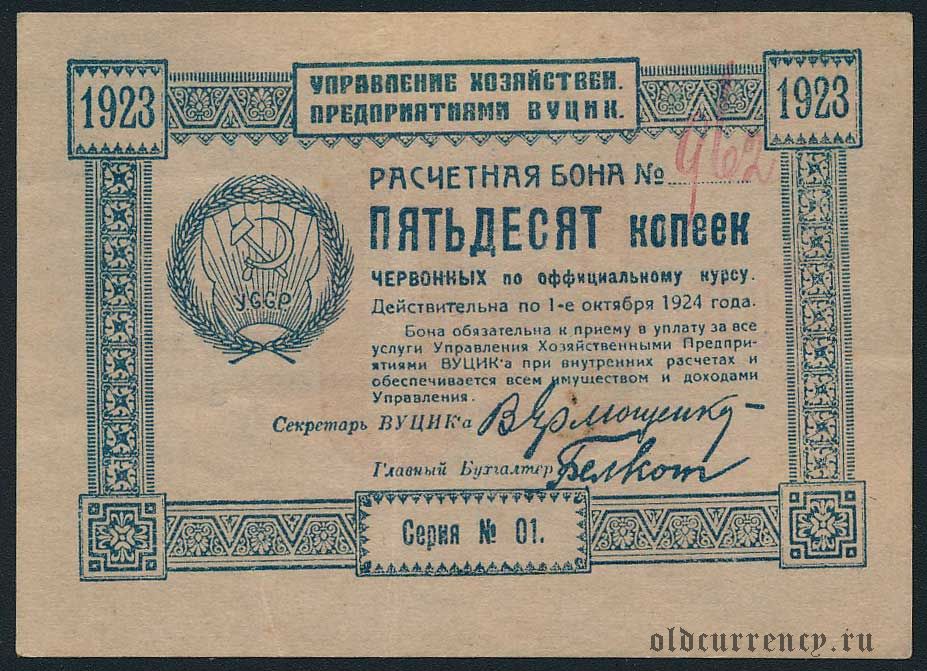 1923
УПРАВЛЕНИЕ ХОЗЯЙСТВЕН.
ПРЕДПРИЯТИЯМИ ВУЦИК.
1923
РАСЧЕТНАЯ БОНА № 962
ПЯТЬДЕСЯТ копеек
ЧЕРВОННЫХ по оффициальному курсу.
Действительна по 1-е октября 1924 года.
Бона обязательна к приему в уплату за все
услуги Управления Хозяйственными Предпри-
ятиями ВУЦИК'а при внутренних расчетах и
обеспечивается всем имуществом и доходами
Управления.
УССР
Секретарь ВУЦИК'а ВЯрмощенко
Главный Бухгалтер
Серия № 01.
oldcurrency.ru